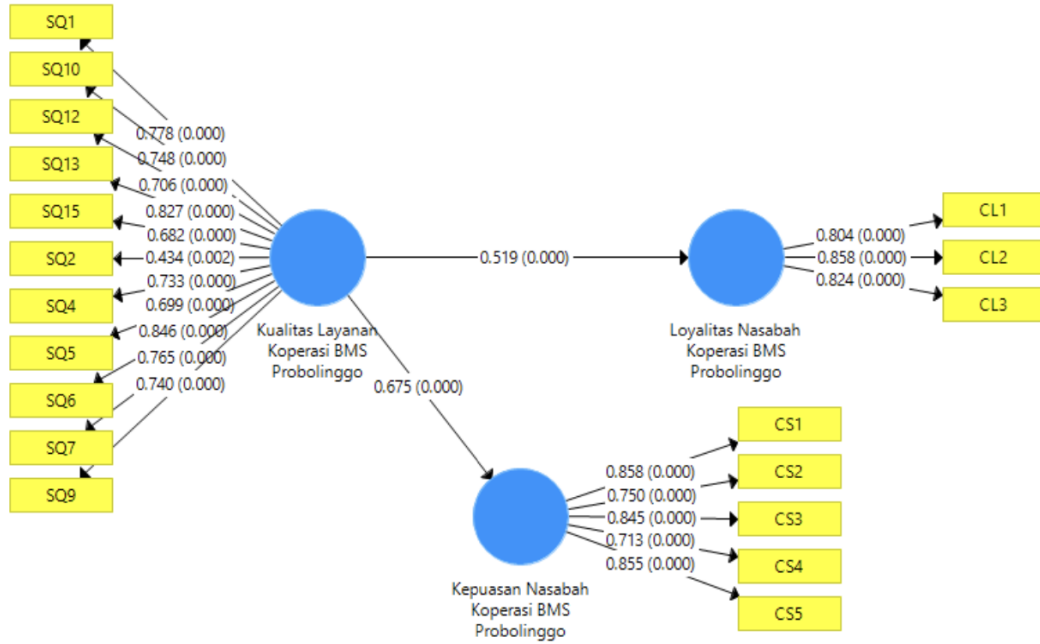 SQ1
SQ10
SQ12
SQ13
SQ15
SQ2
SQ4
SQ5
SQ6
SQ7
SQ9
0.778 (0.000)
0.748 (0.000)
0.706 (0.000)
0.827 (0.000)
0.682 (0.000)
0.434 (0.002)
0.733 (0.000)
0.699 (0.000)
0.846 (0.000)
0.765 (0.000)
0.740 (0.000)
Kualitas Layanan
Koperasi BMS
Probolinggo
0.519 (0.000)
0.675 (0.000)
Loyalitas Nasabah
Koperasi BMS
Probolinggo
0.804 (0.000)
0.858 (0.000)
0.824 (0.000)
CL1
CL2
CL3
Kepuasan Nasabah
Koperasi BMS
Probolinggo
0.858 (0.000)
0.750 (0.000)
0.845 (0.000)
0.713 (0.000)
0.855 (0.000)
CS1
CS2
CS3
CS4
CS5